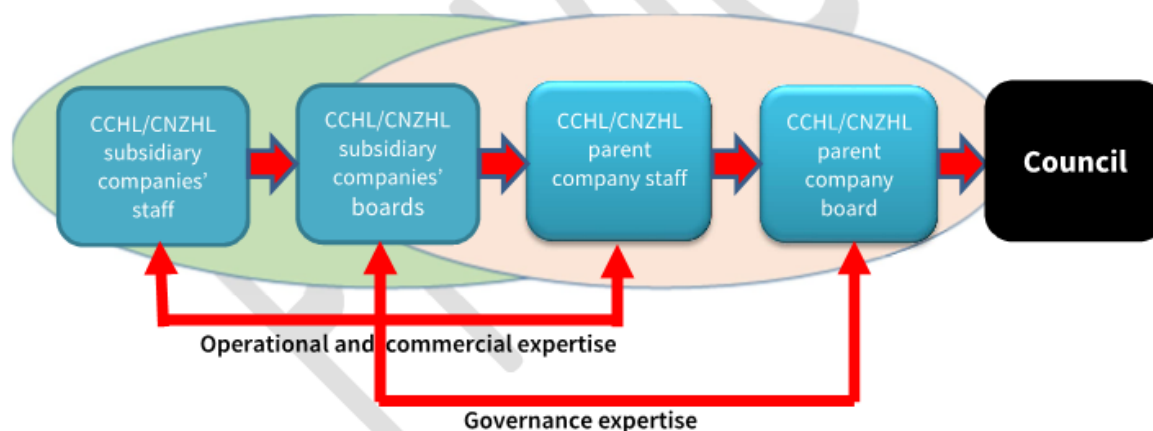 CCHL/CNZHL
subsidiary
companies’
staff
CCHL/CNZHL
subsidiary
companies’
boards
CCHL/CNZHL
parent
company staff
CCHL/CNZHL
parent
company
board
Council
Operational and commercial expertise
Governance expertise